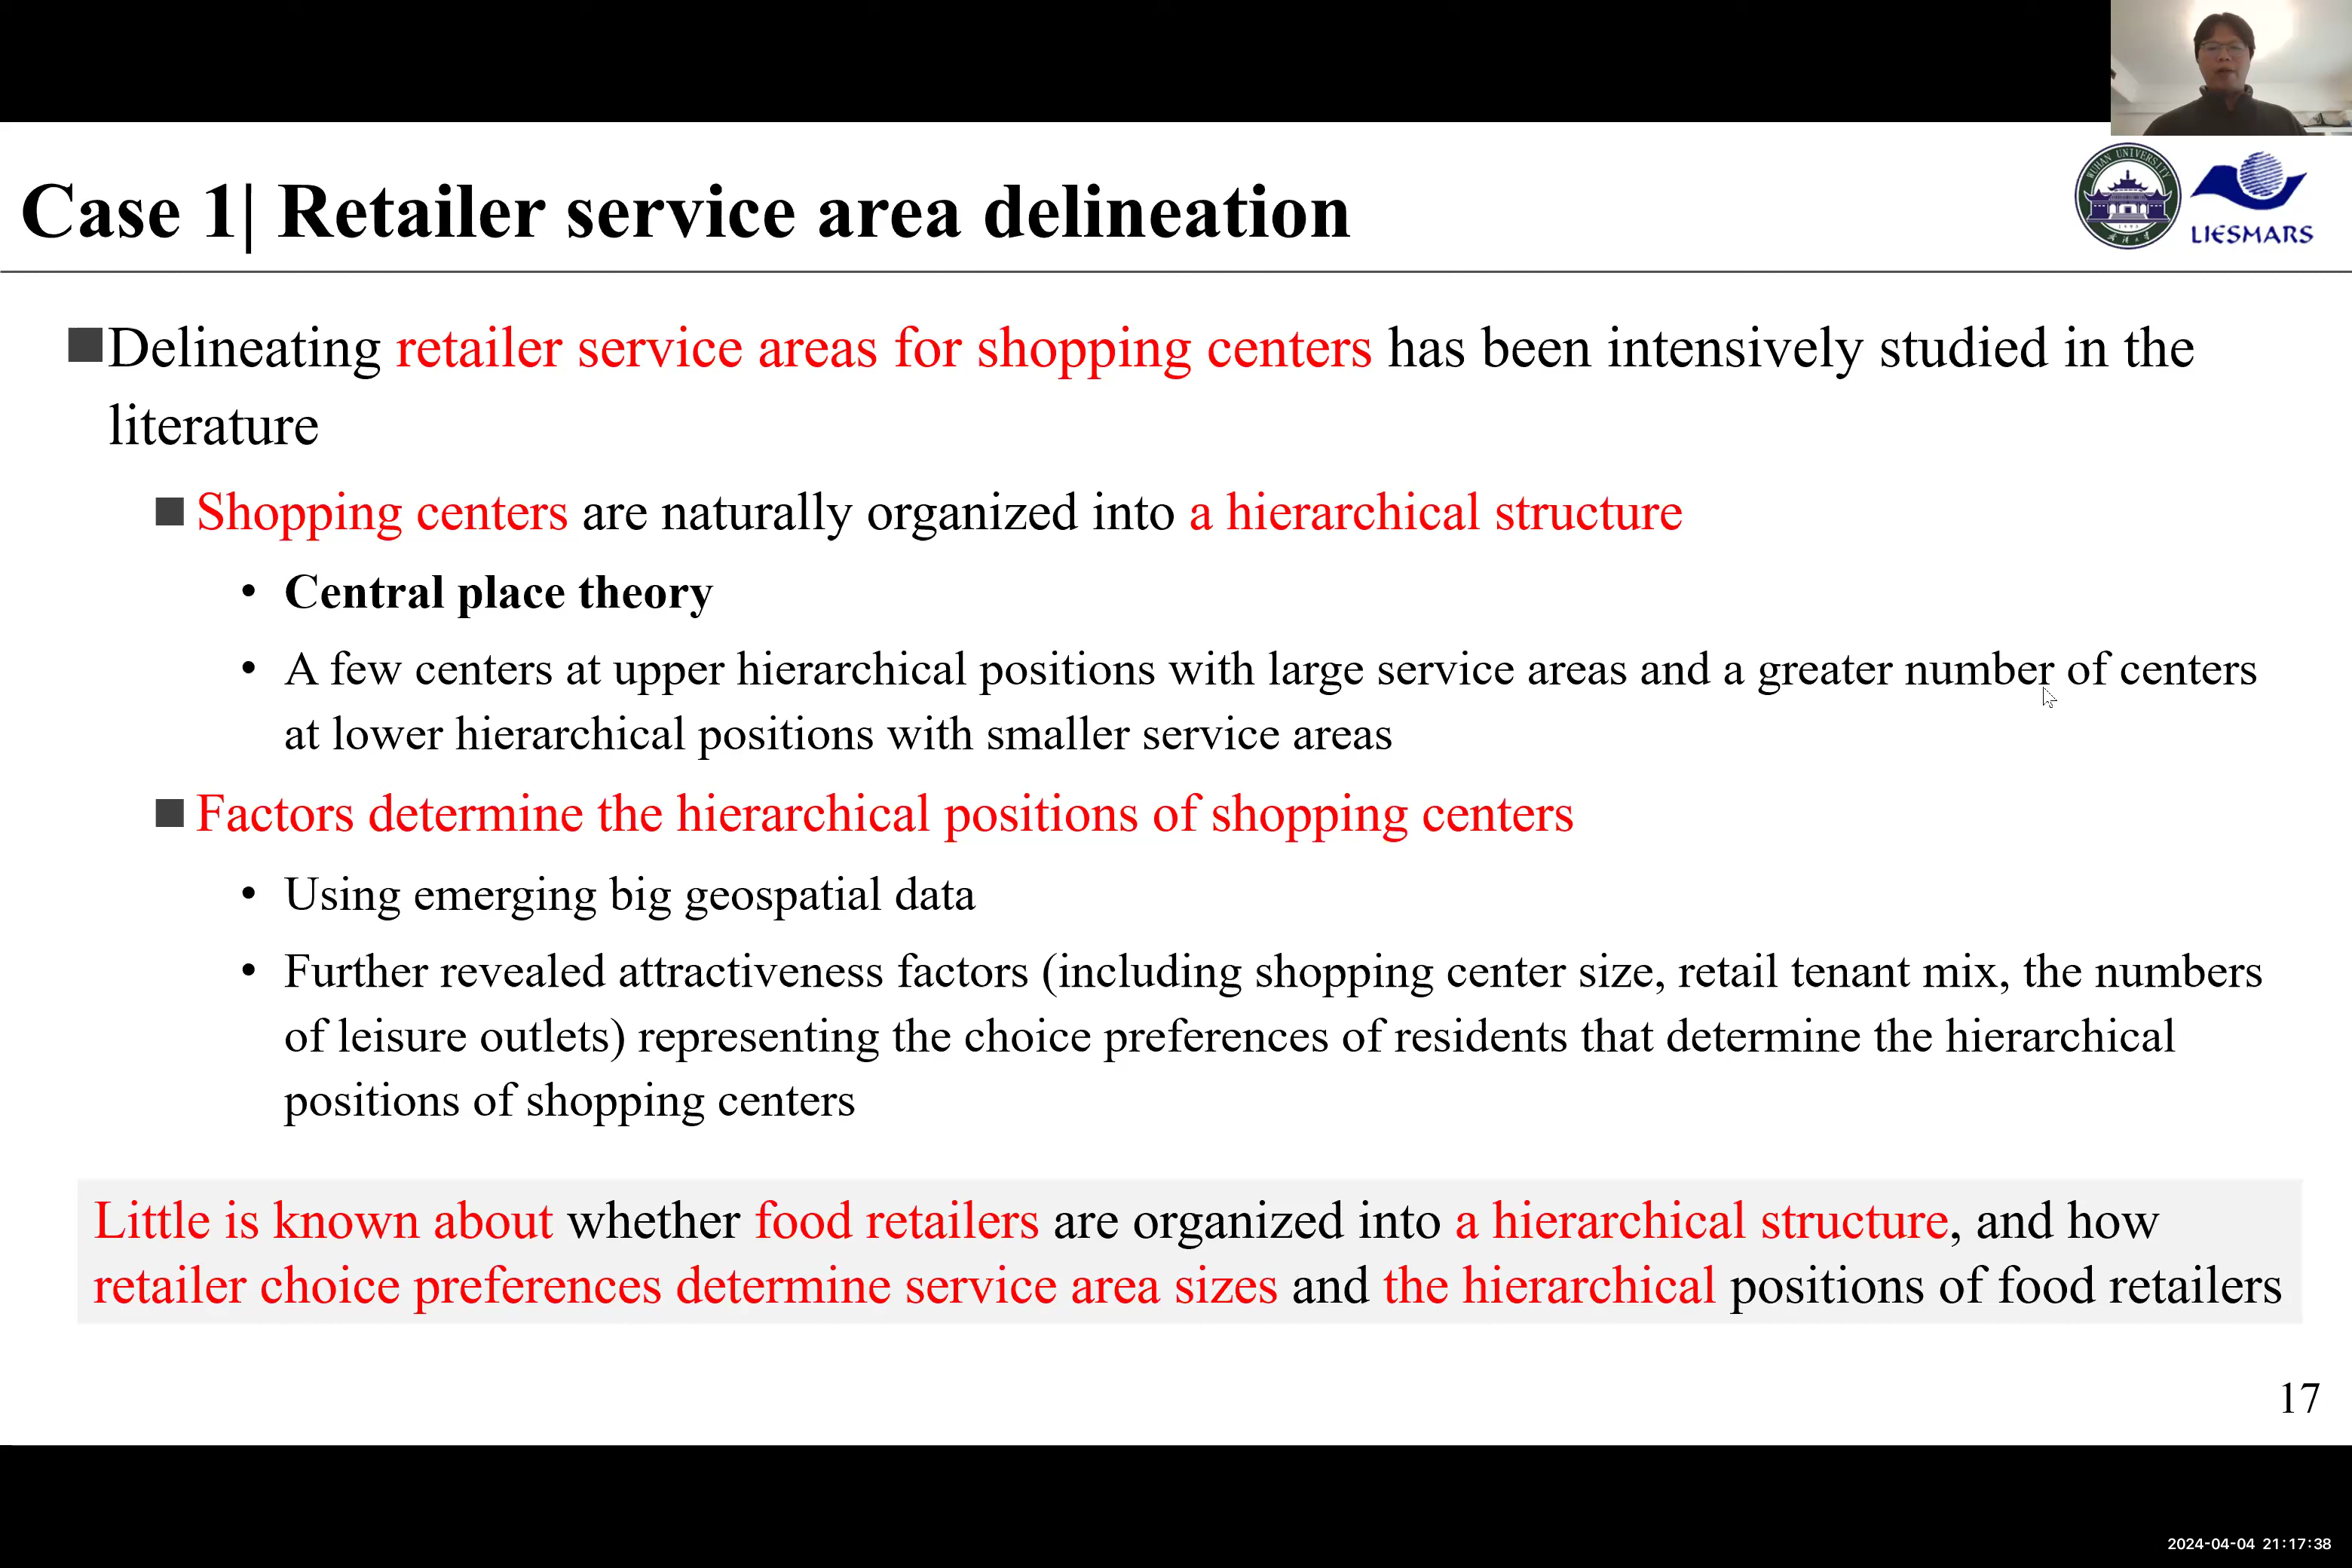 Case 1| Retailer service area delineation
WUHAN UNIVERSITY
LIESMARS
Delineating retailer service areas for shopping centers has been intensively studied in the
literature
Shopping centers are naturally organized into a hierarchical structure
• Central place theory
• A few centers at upper hierarchical positions with large service areas and a greater number of centers
at lower hierarchical positions with smaller service areas
Factors determine the hierarchical positions of shopping centers
• Using emerging big geospatial data
• Further revealed attractiveness factors (including shopping center size, retail tenant mix, the numbers
of leisure outlets) representing the choice preferences of residents that determine the hierarchical
positions of shopping centers
Little is known about whether food retailers are organized into a hierarchical structure, and how
retailer choice preferences determine service area sizes and the hierarchical positions of food retailers
17
2024-04-04 21:17:38